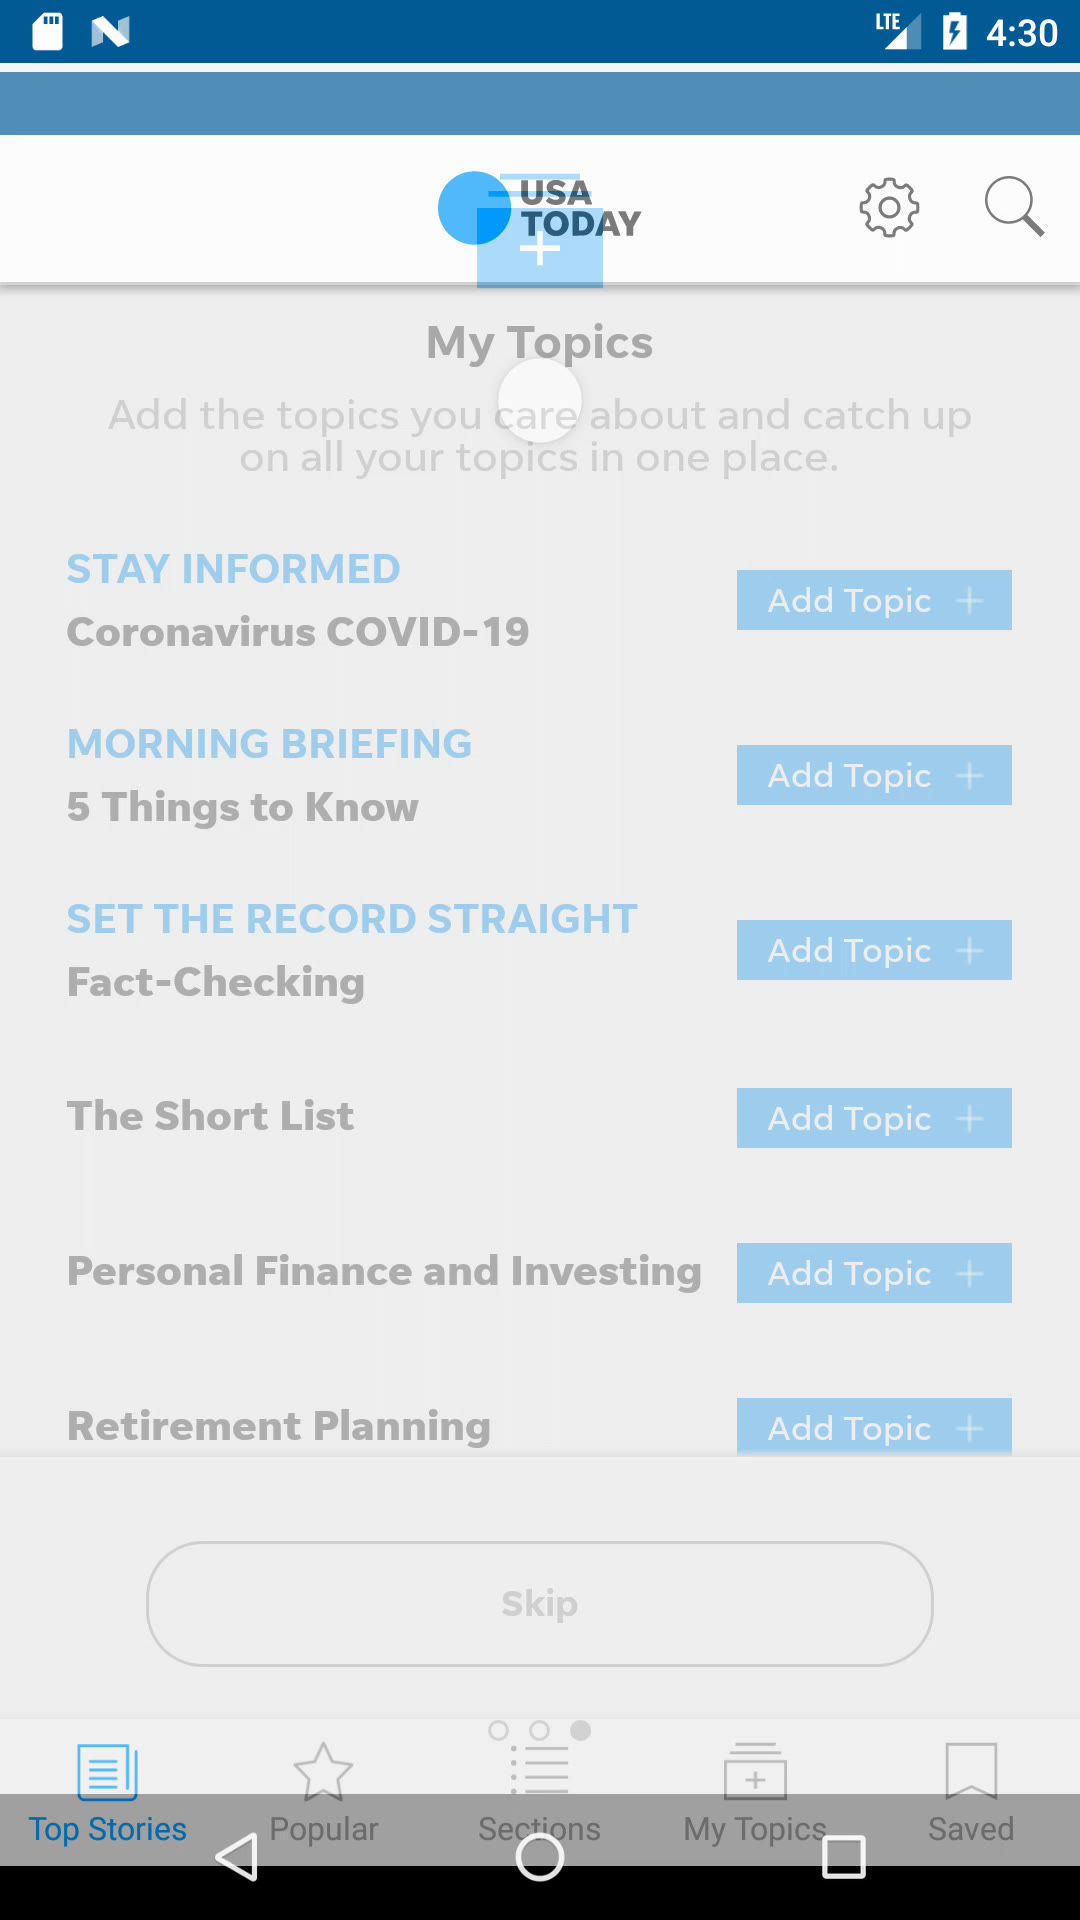 LTE 4:30
USA
TODAY
My Topics
Add the topics you care about and catch up
on all your topics in one place.
STAY INFORMED
Coronavirus COVID-19
Add Topic
MORNING BRIEFING
5 Things to Know
Add Topic
SET THE RECORD STRAIGHT
Fact-Checking
Add Topic
The Short List
Add Topic
Personal Finance and Investing
Add Topic
Retirement Planning
Add Topic
Skip
Top Stories
Popular
Sections
My Topics
Saved